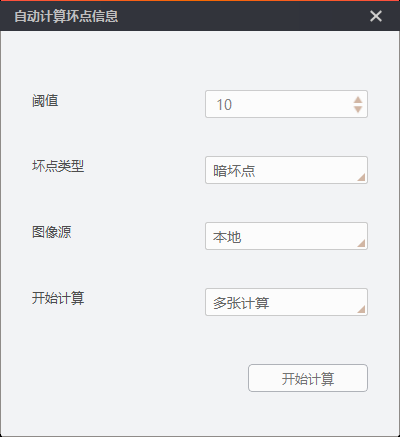 自动计算坏点信息
阈值
10
坏点类型
暗坏点
图像源
本地
开始计算
多张计算
开始计算